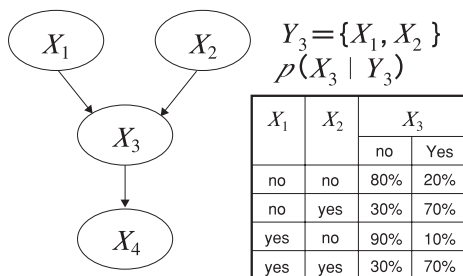 X1 X2
X3
X4
Y3={X1, X2 }
p(X3 | Y3)
X1 X2 X3
no Yes
no no 80% 20%
no yes 30% 70%
yes no 90% 10%
yes yes 30% 70%